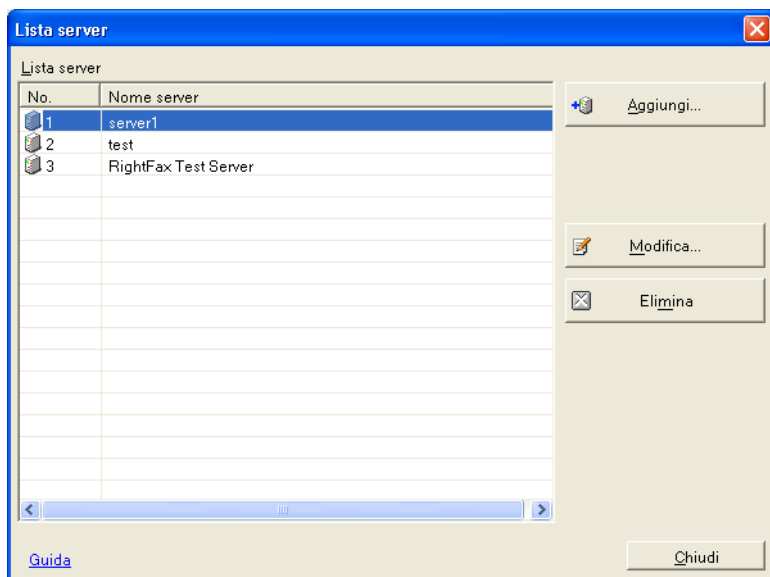 Lista server
Lista server
No. Nome server
1 server1
2 test
3 RightFax Test Server
Aggiungi...
Modifica...
Elimina
Guida
Chiudi